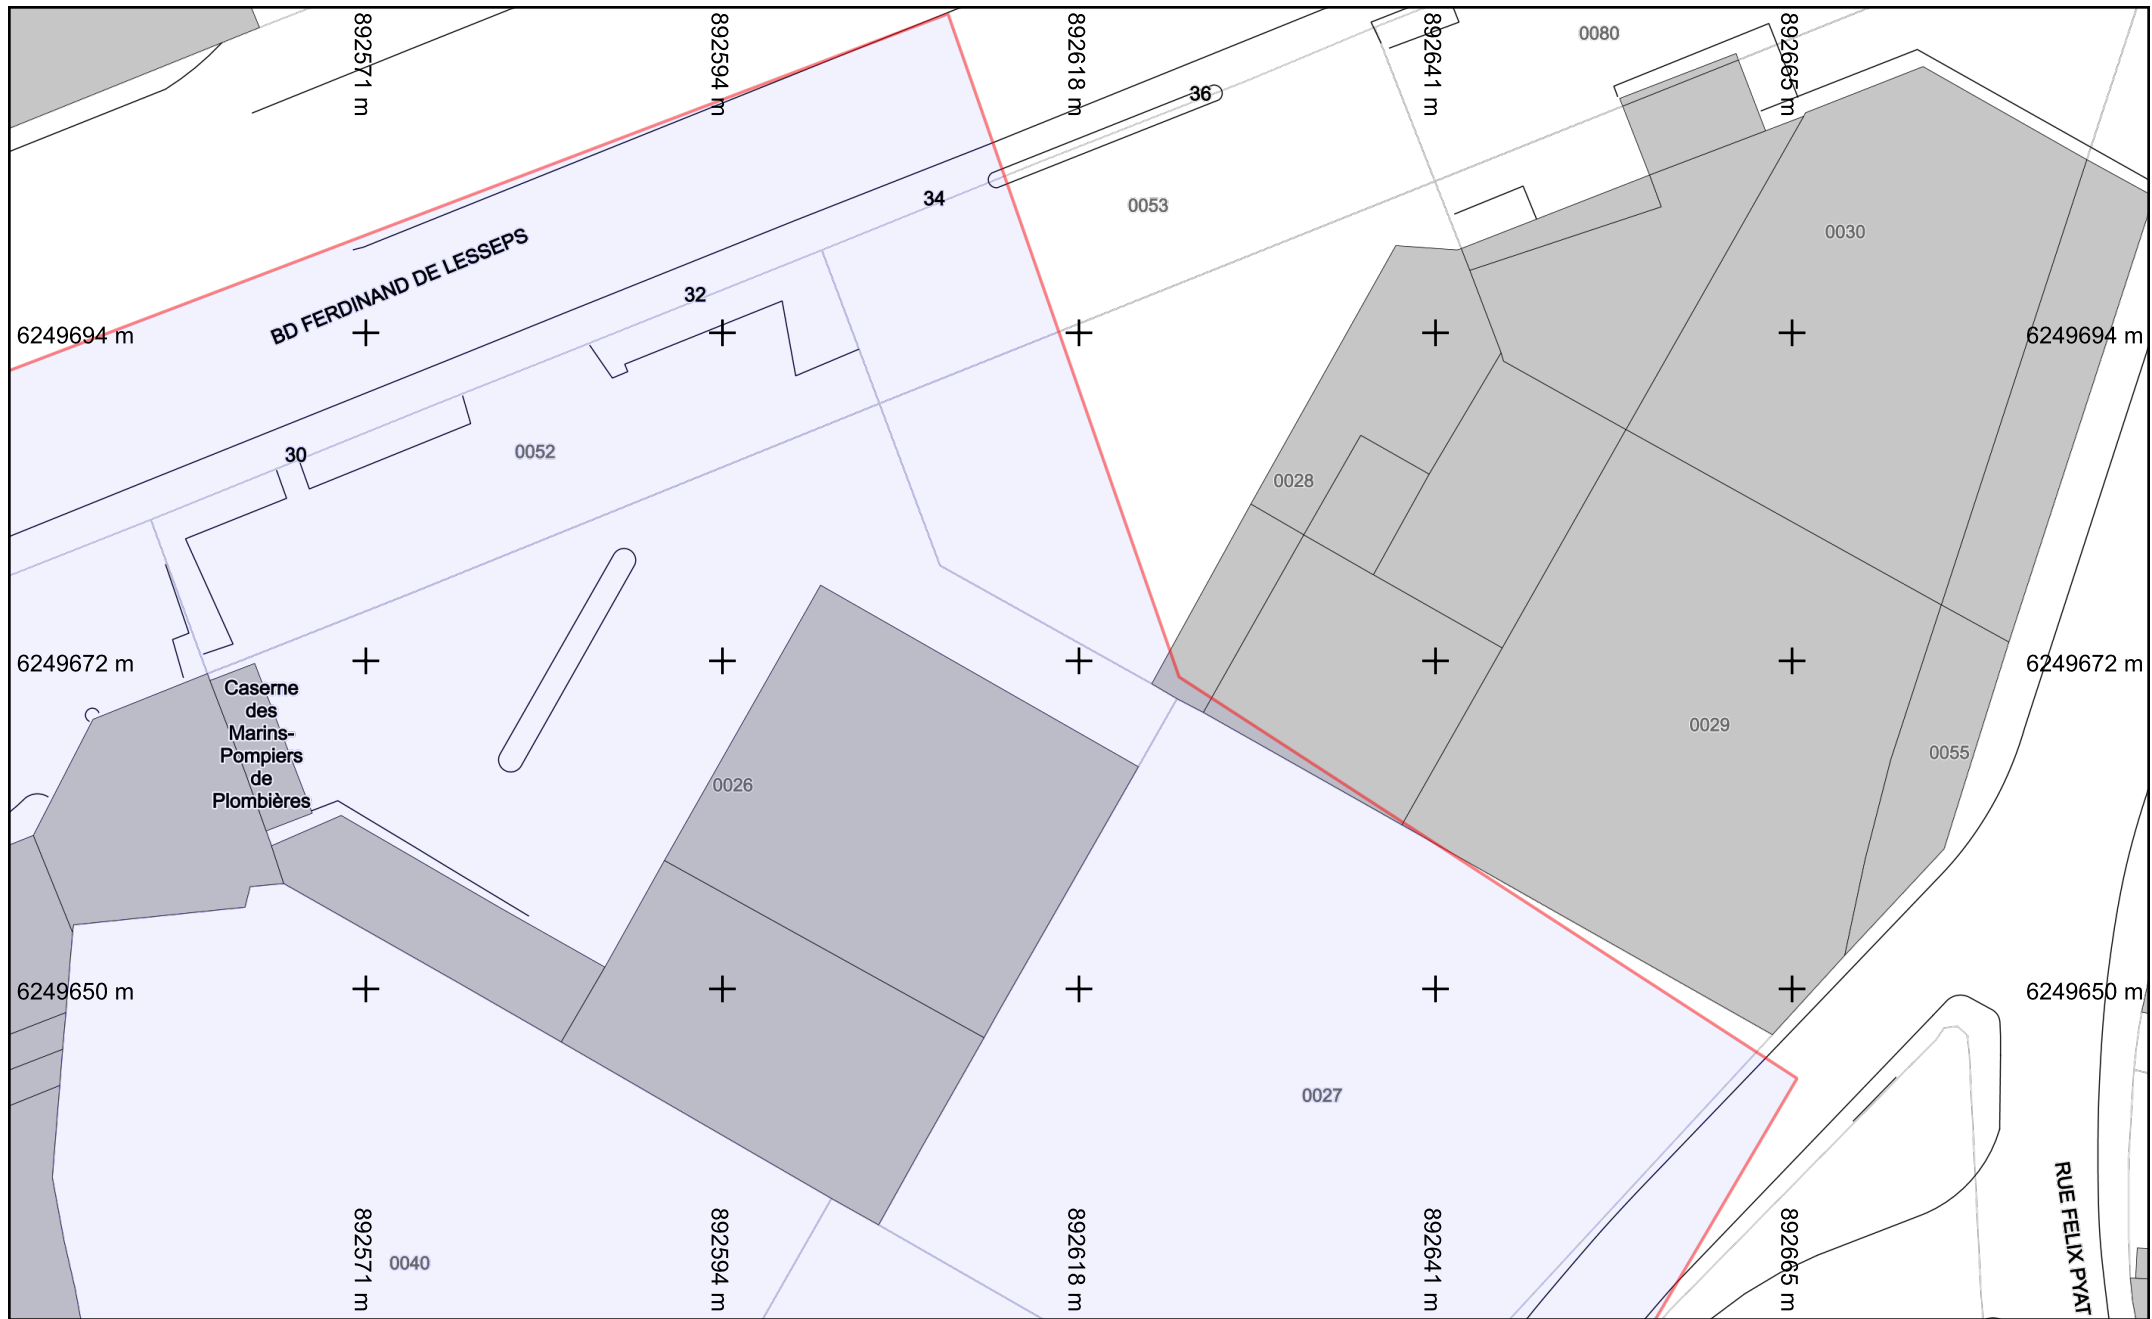 892571 m
892594 m
892618 m
892641 m
892665 m
0080
36
34
0053
0030
BD FERDINAND DE LESSEPS
32
6249694 m
6249694 m
30
0052
0028
6249672 m
6249672 m
Caserne
des
Marins-
Pompiers
de
Plombières
0029
0055
0026
6249650 m
6249650 m
0027
RUE FELIX PYAT
0040
892571 m
892594 m
892618 m
892641 m
892665 m